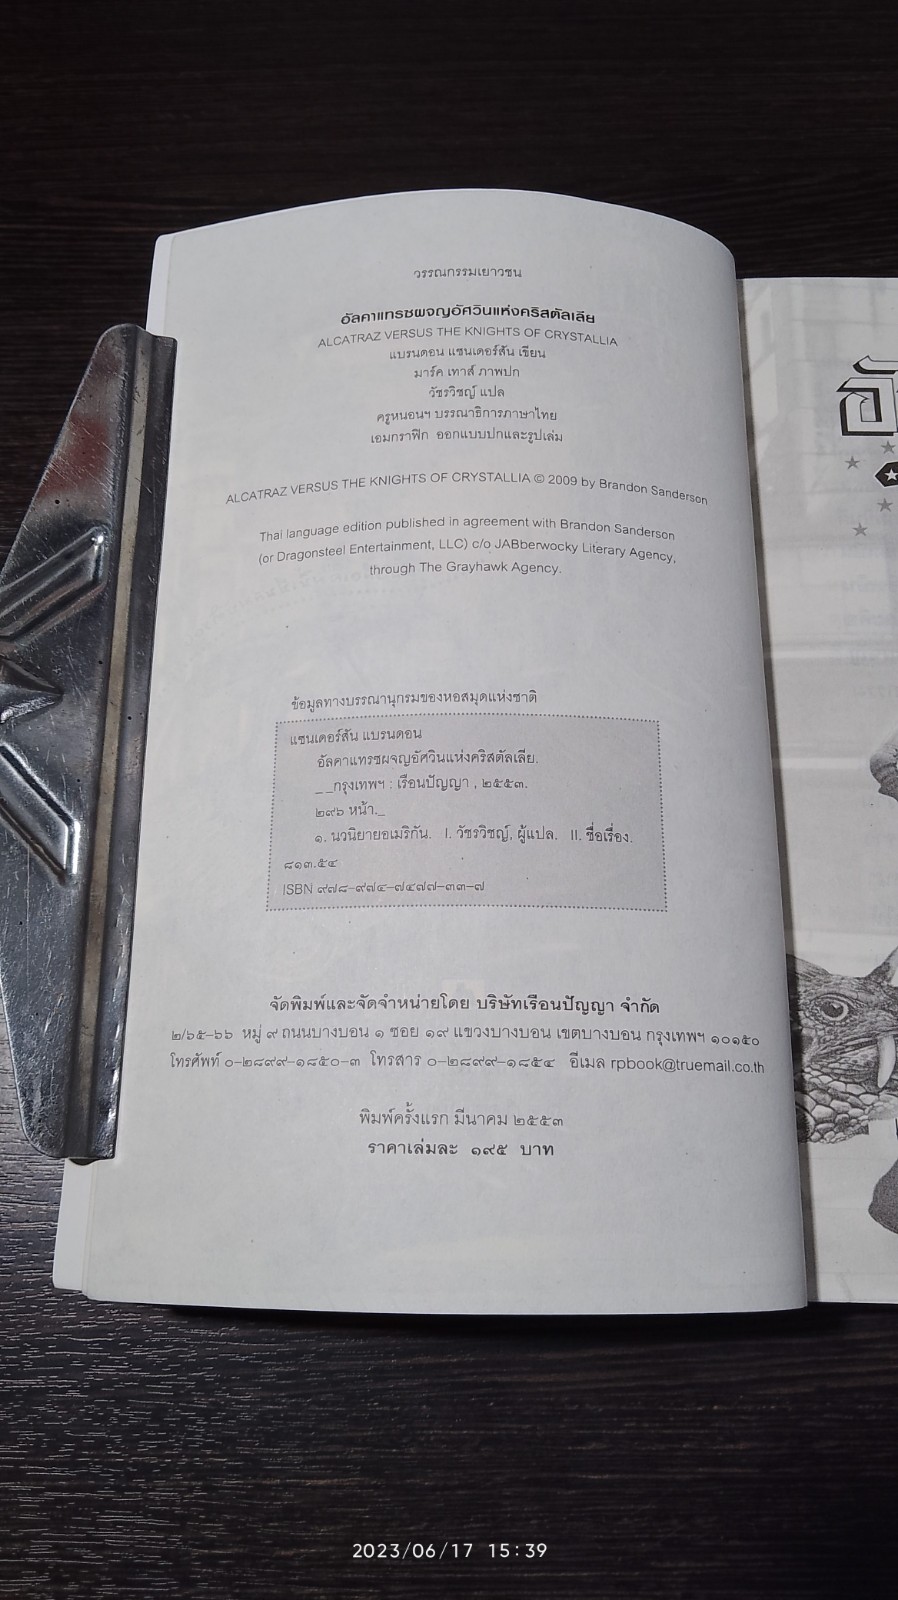 วรรณกรรมเยาวชน
อัลคาแทรซผจญอัศวินแห่งคริสตัลเลีย
ALCATRAZ VERSUS THE KNIGHTS OF CRYSTALLIA
แบรนดอน แซนเดอร์สัน เขียน
มาร์ค เทาส์ ภาพปก
วัชรวิชญ์ แปล
ครูหนอนฯ บรรณาธิการภาษาไทย
เอมกราฟิก ออกแบบปกและรูปเล่ม
ALCATRAZ VERSUS THE KNIGHTS OF CRYSTALLIA © 2009 by Brandon Sanderson
Thai language edition published in agreement with Brandon Sanderson
(or Dragonsteel Entertainment, LLC) c/o JABberwocky Literary Agency,
through The Grayhawk Agency.
ข้อมูลทางบรรณานุกรมของหอสมุดแห่งชาติ
แซนเดอร์สัน แบรนดอน
อัลคาแทรซผจญอัศวินแห่งคริสตัลเลีย.
_ _กรุงเทพฯ : เรือนปัญญา , ๒๕๕๓.
๒๙๖ หน้า._
๑. นวนิยายอเมริกัน. I. วัชรวิชญ์, ผู้แปล. II. ชื่อเรื่อง.
๘๑๓.๕๔
ISBN ๙๗๘-๙๗๔-๗๔๗๗-๓๓-๗
จัดพิมพ์และจัดจำหน่ายโดย บริษัทเรือนปัญญา จำกัด
๒/๖๕-๖๖ หมู่ ๙ ถนนบางบอน ๑ ซอย ๑๙ แขวงบางบอน เขตบางบอน กรุงเทพฯ ๑๐๑๕๐
โทรศัพท์ ๐-๒๘๙๙-๑๘๕๐-๓ โทรสาร ๐-๒๘๙๙-๑๘๕๔ อีเมล rpbook@truemail.co.th
พิมพ์ครั้งแรก มีนาคม ๒๕๕๓
ราคาเล่มละ ๑๙๕ บาท
2023/06/17 15:39